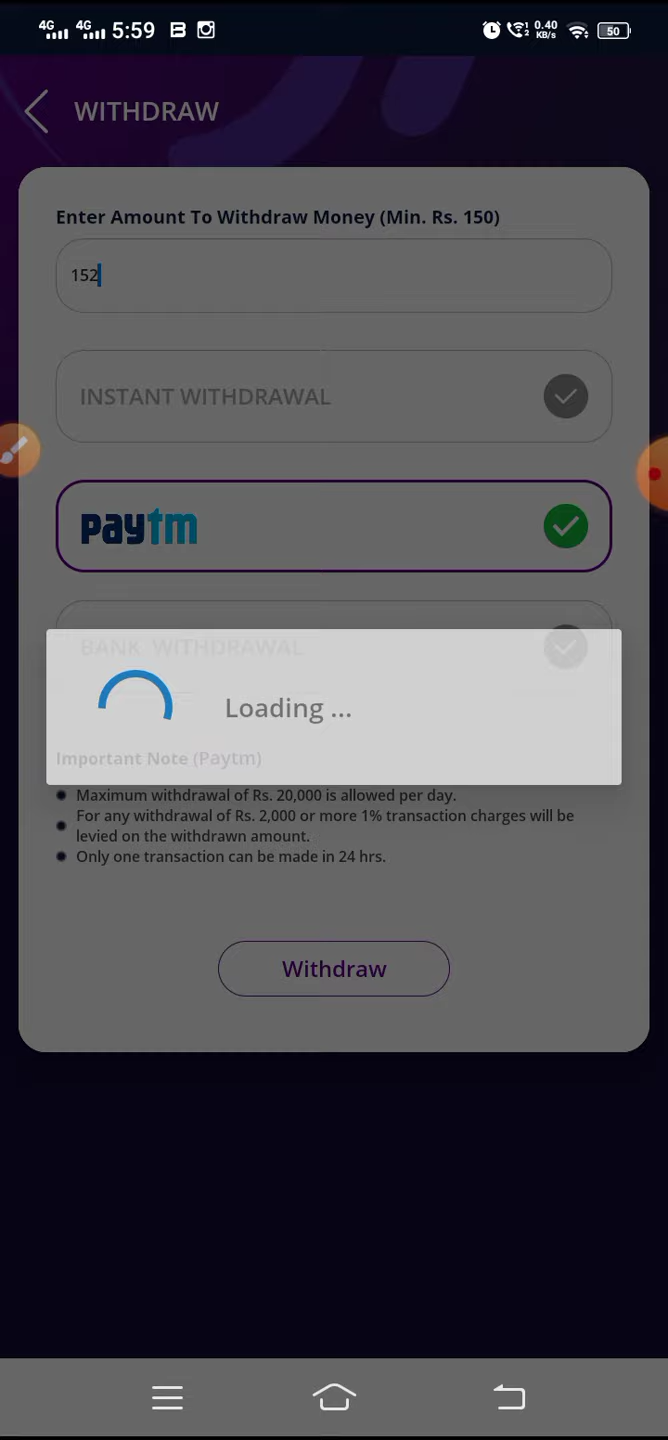 4G 4G 5:59 0.40 KB/s 50
WITHDRAW
Enter Amount To Withdraw Money (Min. Rs. 150)
152
INSTANT WITHDRAWAL
paytm
BANK WITHDRAWAL
Loading ...
Important Note (Paytm)
Maximum withdrawal of Rs. 20,000 is allowed per day.
For any withdrawal of Rs. 2,000 or more 1% transaction charges will be
levied on the withdrawn amount.
Only one transaction can be made in 24 hrs.
Withdraw